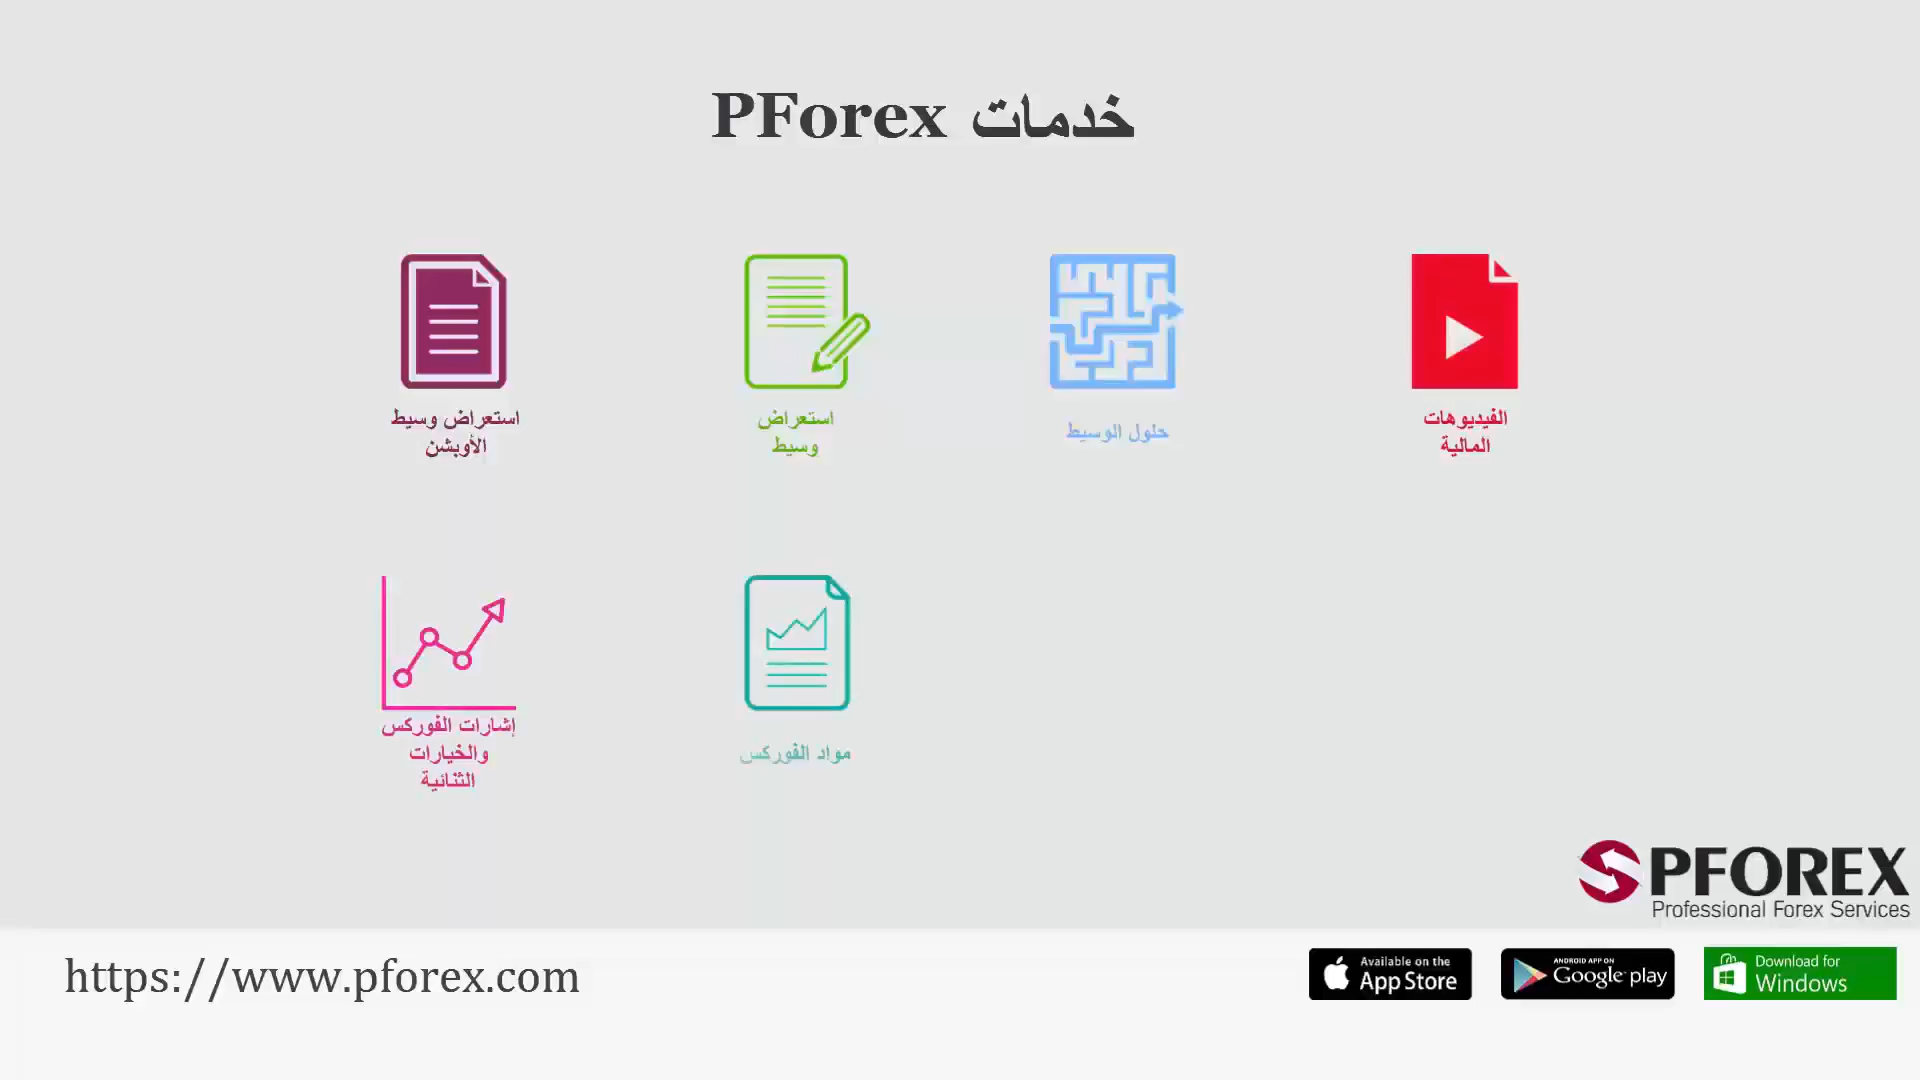 خدمات PForex
الفيديوهات
المالية
حلول الوسيط
استعراض
وسيط
استعراض وسيط
الأوبشن
مواد الفوركس
إشارات الفوركس
والخيارات
الثنائية
PFOREX
Professional Forex Services
https://www.pforex.com
Available on the
App Store
ANDROID APP ON
Google play
Download for
Windows